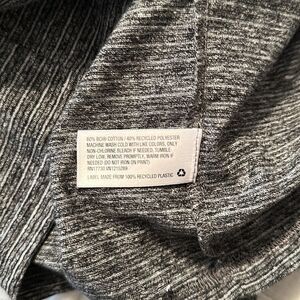 60% BCI® COTTON / 40% RECYCLED POLYESTER
MACHINE WASH COLD WITH LIKE COLORS, ONLY
NON-CHLORINE BLEACH IF NEEDED, TUMBLE
DRY LOW, REMOVE PROMPTLY, WARM IRON IF
NEEDED (DO NOT IRON ON PRINT)
RN17730
LABEL MADE FROM 100% RECYCLED PLASTIC